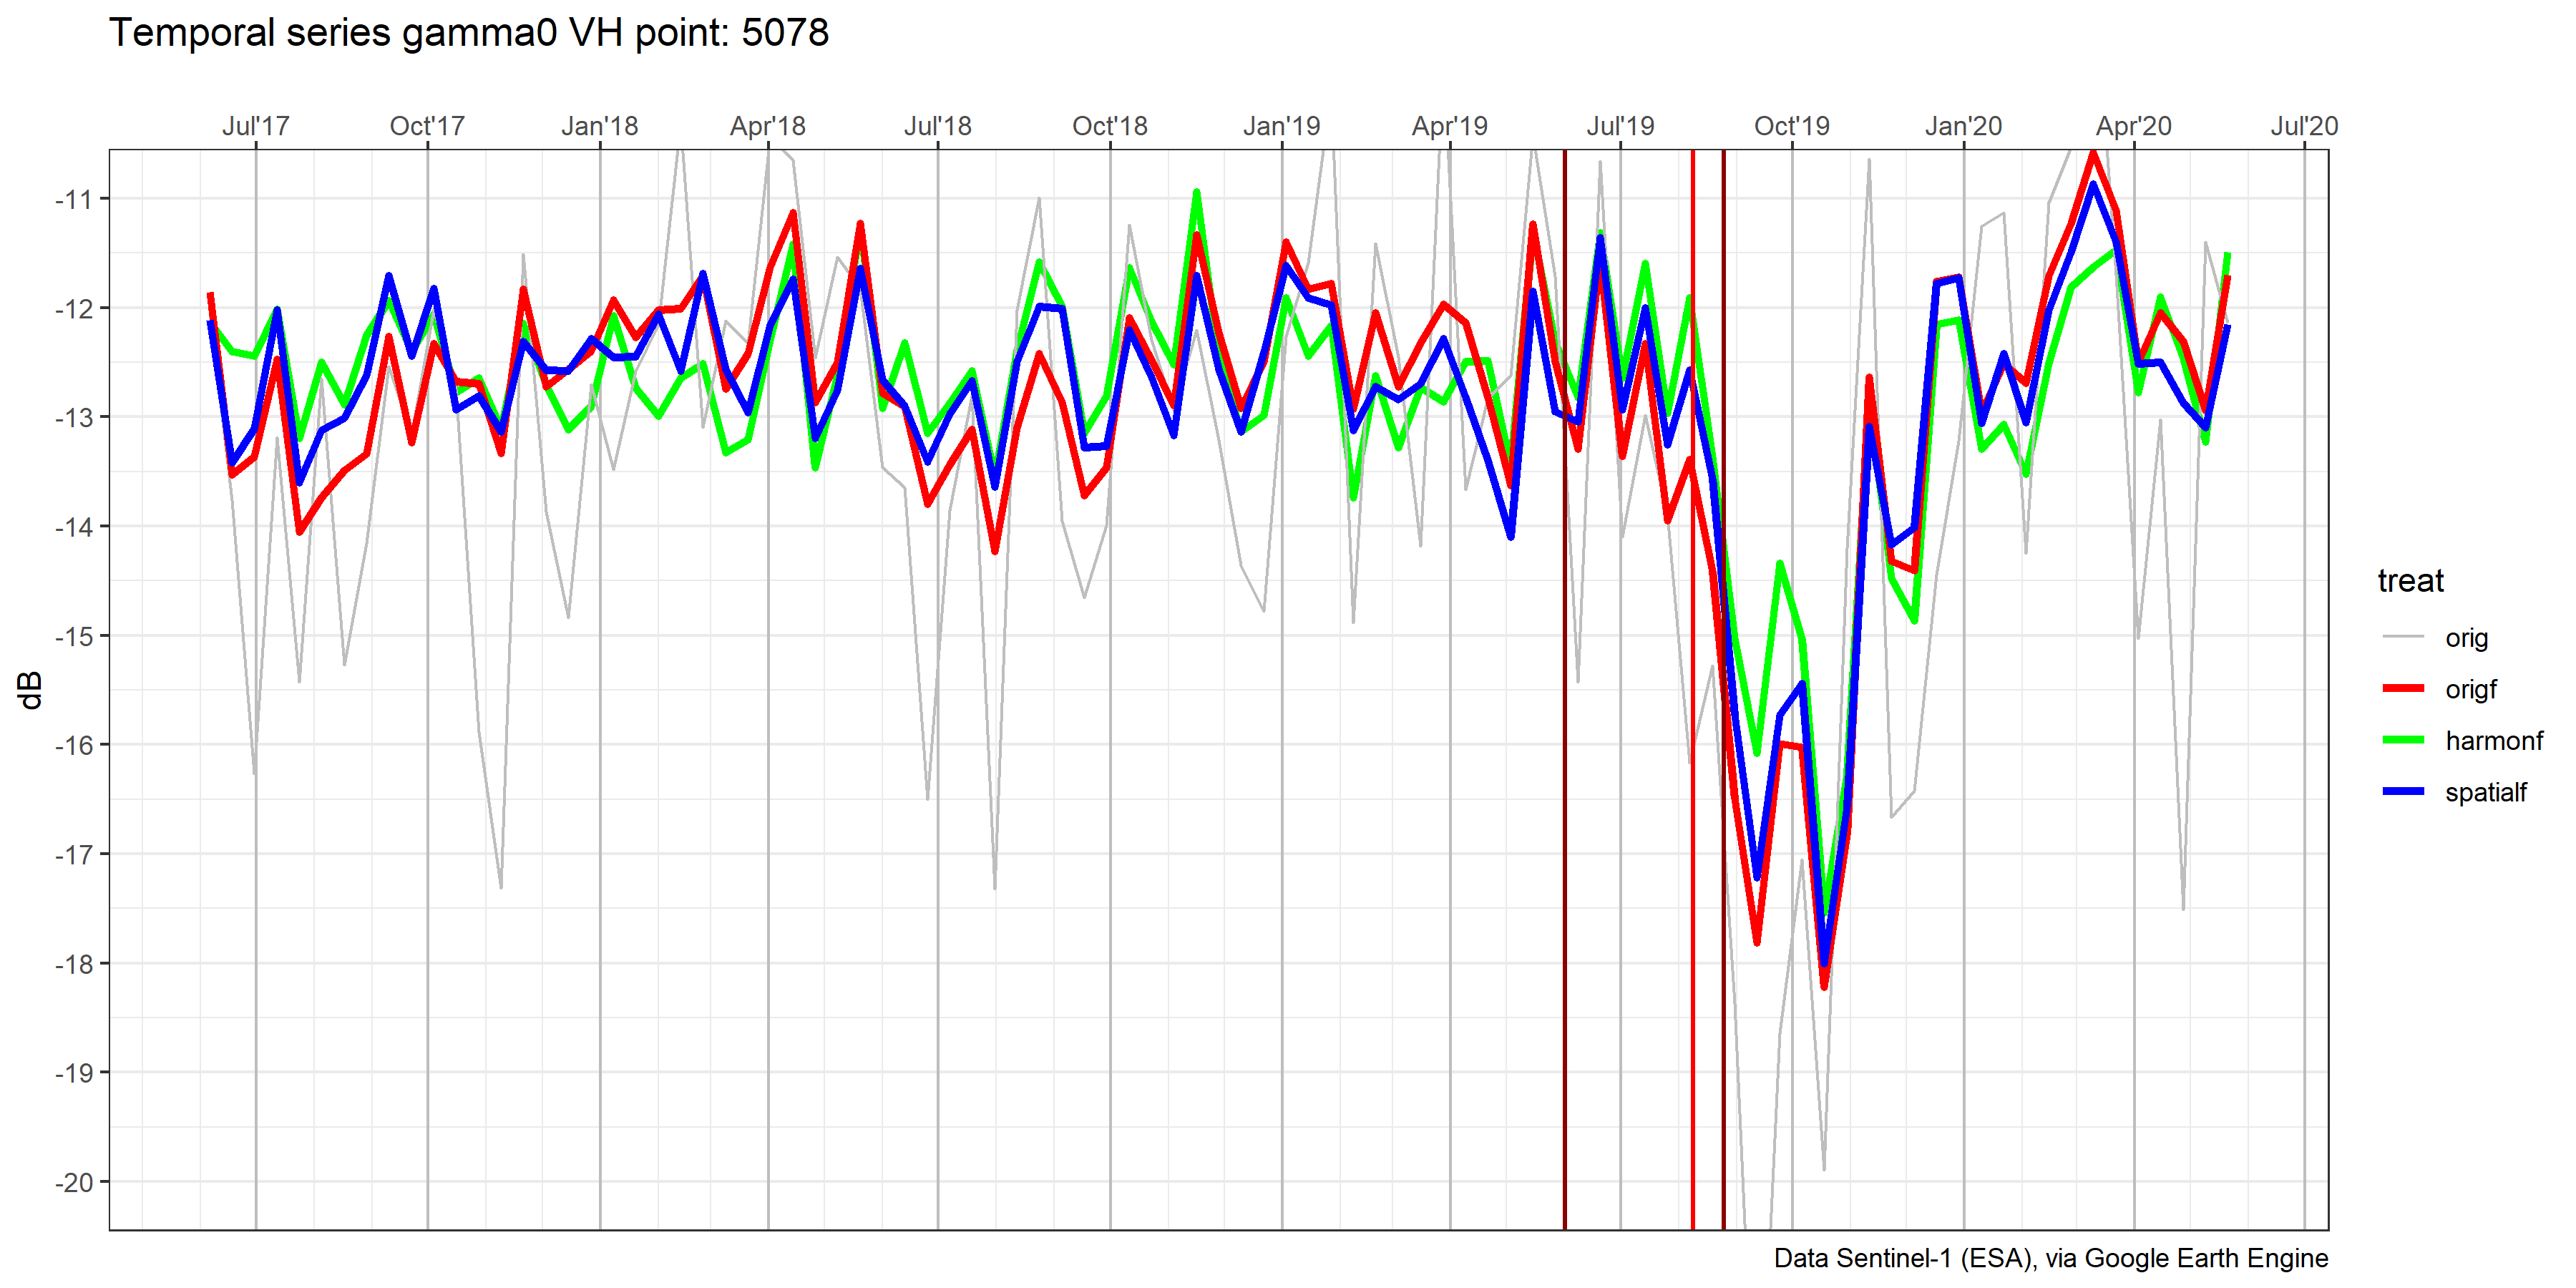 Temporal series gamma0 VH point: 5078
Jul'17 Oct'17 Jan'18 Apr'18 Jul'18 Oct'18 Jan'19 Apr'19 Jul'19 Oct'19 Jan'20 Apr'20 Jul'20
-11
-12
-13
-14
-15
-16
-17
-18
-19
-20
dB
treat
orig
origf
harmonf
spatialf
Data Sentinel-1 (ESA), via Google Earth Engine